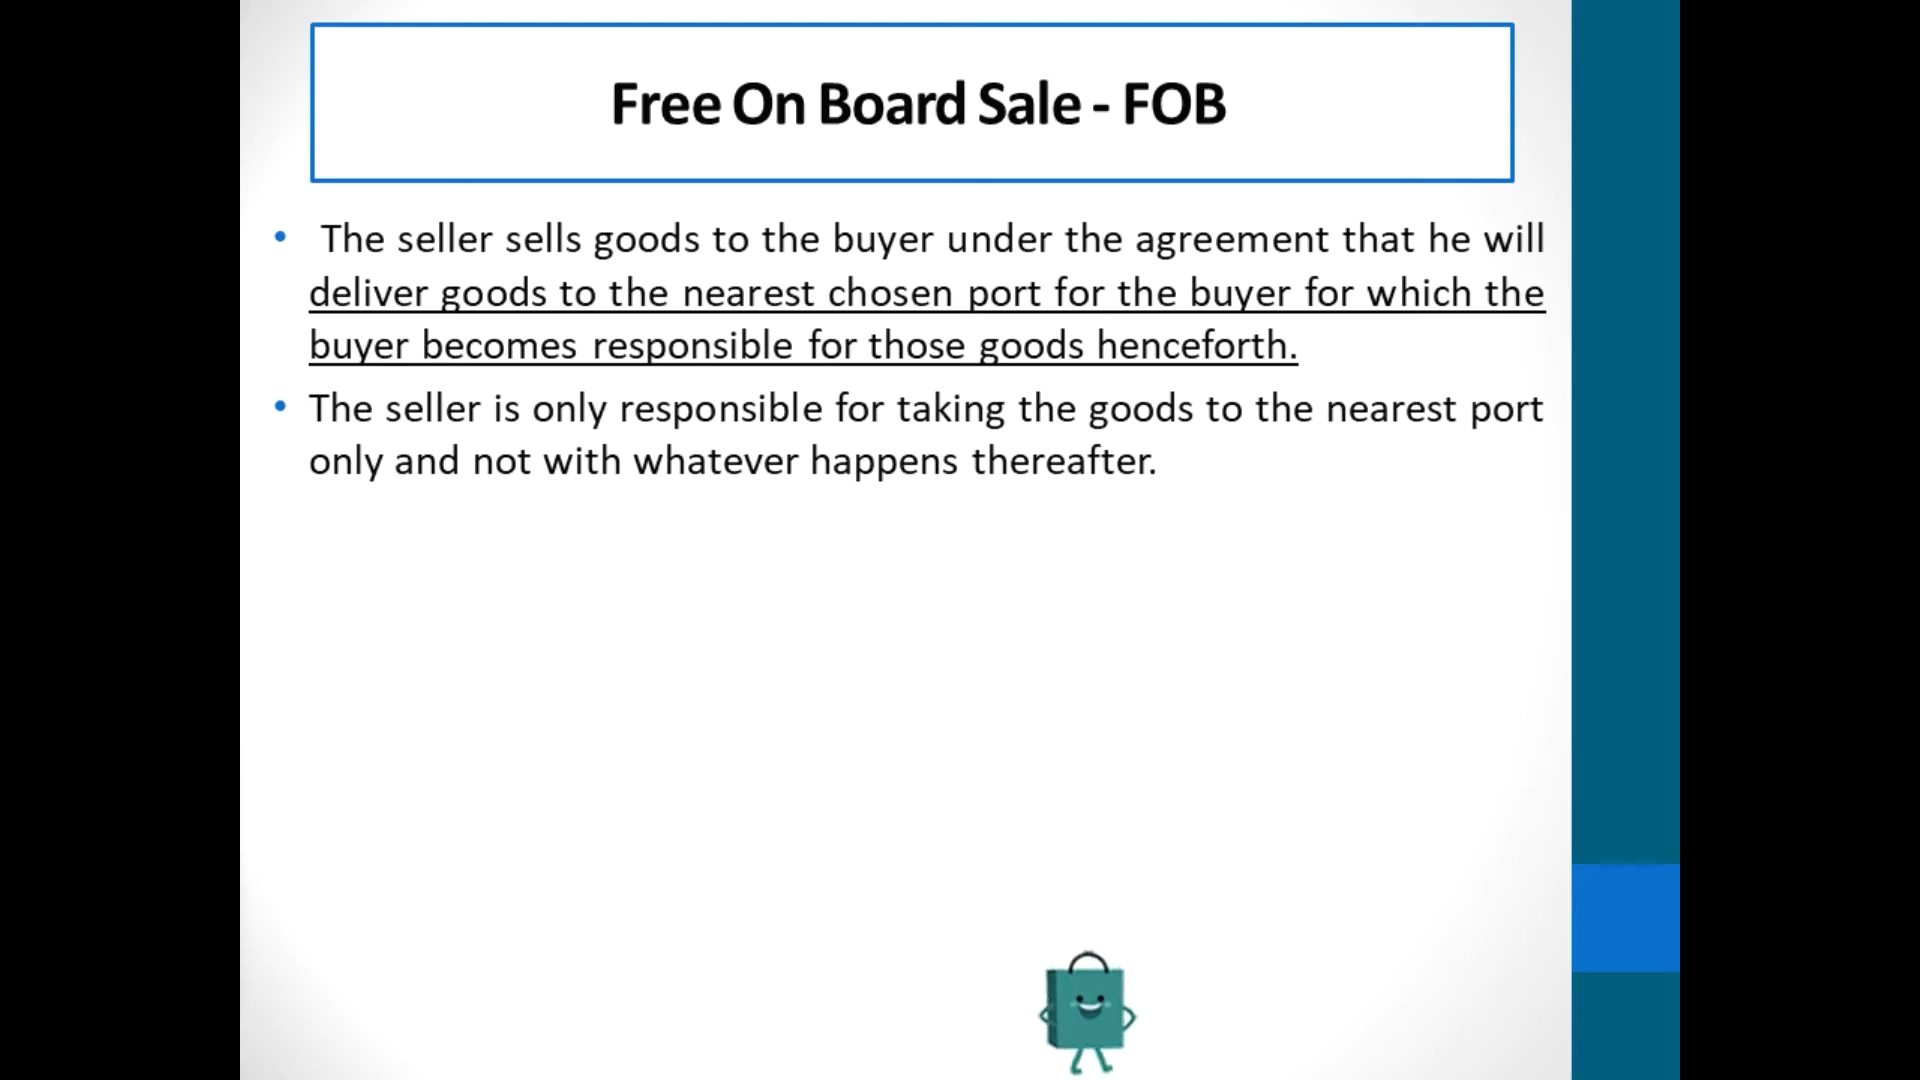 Free On Board Sale - FOB
• The seller sells goods to the buyer under the agreement that he will
deliver goods to the nearest chosen port for the buyer for which the
buyer becomes responsible for those goods henceforth.
• The seller is only responsible for taking the goods to the nearest port
only and not with whatever happens thereafter.